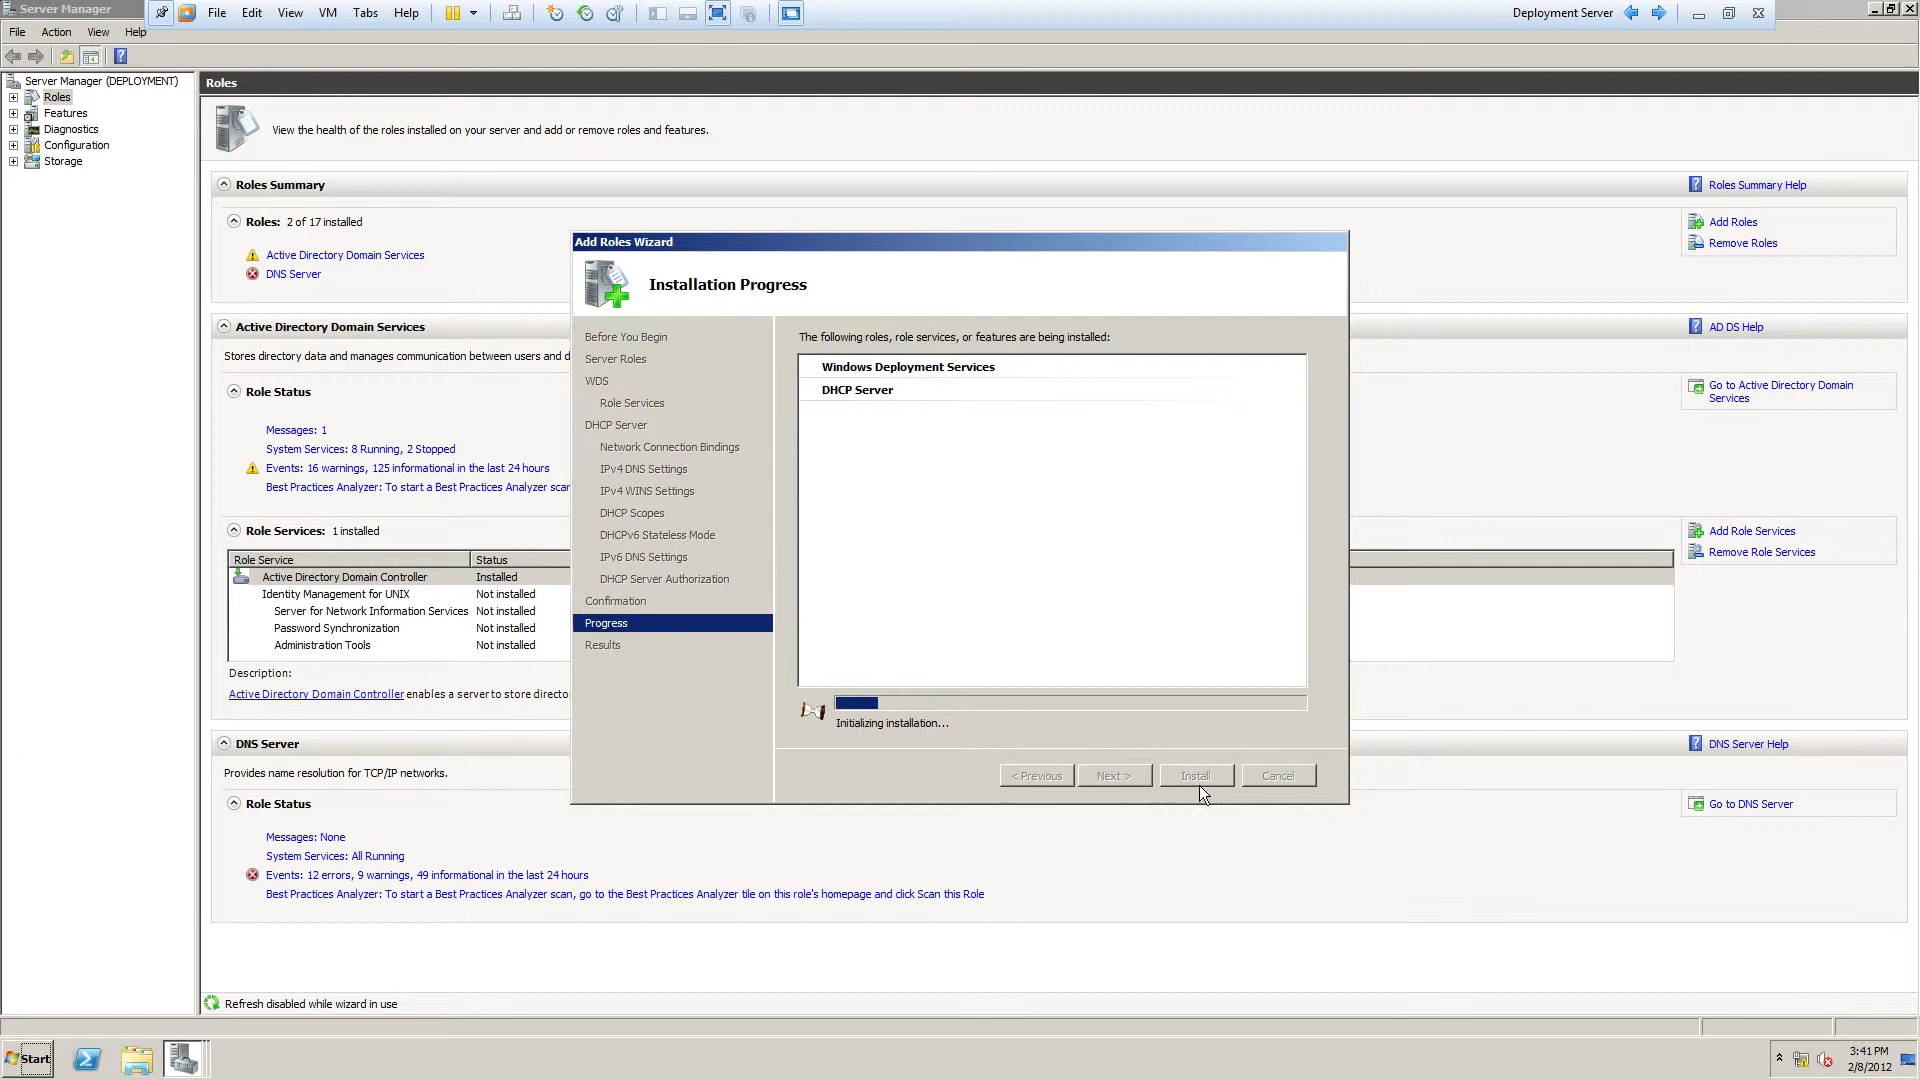 Server Manager
File Edit View VM Tabs Help
Deployment Server
File Action View Help
Server Manager (DEPLOYMENT)
Roles
Features
Diagnostics
Configuration
Storage
Roles
View the health of the roles installed on your server and add or remove roles and features.
Roles Summary
Roles Summary Help
Roles: 2 of 17 installed
Add Roles
Remove Roles
Active Directory Domain Services
DNS Server
Active Directory Domain Services
AD DS Help
Stores directory data and manages communication between users and d
Role Status
Go to Active Directory Domain
Services
Messages: 1
System Services: 8 Running, 2 Stopped
Events: 16 warnings, 125 informational in the last 24 hours
Best Practices Analyzer: To start a Best Practices Analyzer scan
Role Services: 1 installed
Add Role Services
Remove Role Services
Role Service Status
Active Directory Domain Controller Installed
Identity Management for UNIX Not installed
Server for Network Information Services Not installed
Password Synchronization Not installed
Administration Tools Not installed
Description:
Active Directory Domain Controller enables a server to store directo
DNS Server
DNS Server Help
Provides name resolution for TCP/IP networks.
Role Status
Go to DNS Server
Messages: None
System Services: All Running
Events: 12 errors, 9 warnings, 49 informational in the last 24 hours
Best Practices Analyzer: To start a Best Practices Analyzer scan, go to the Best Practices Analyzer tile on this role's homepage and click Scan this Role
Refresh disabled while wizard in use
Add Roles Wizard
Installation Progress
Before You Begin
Server Roles
WDS
Role Services
DHCP Server
Network Connection Bindings
IPv4 DNS Settings
IPv4 WINS Settings
DHCP Scopes
DHCPv6 Stateless Mode
IPv6 DNS Settings
DHCP Server Authorization
Confirmation
Progress
Results
The following roles, role services, or features are being installed:
Windows Deployment Services
DHCP Server
Initializing installation...
< Previous Next > Install Cancel
Start
3:41 PM
2/8/2012